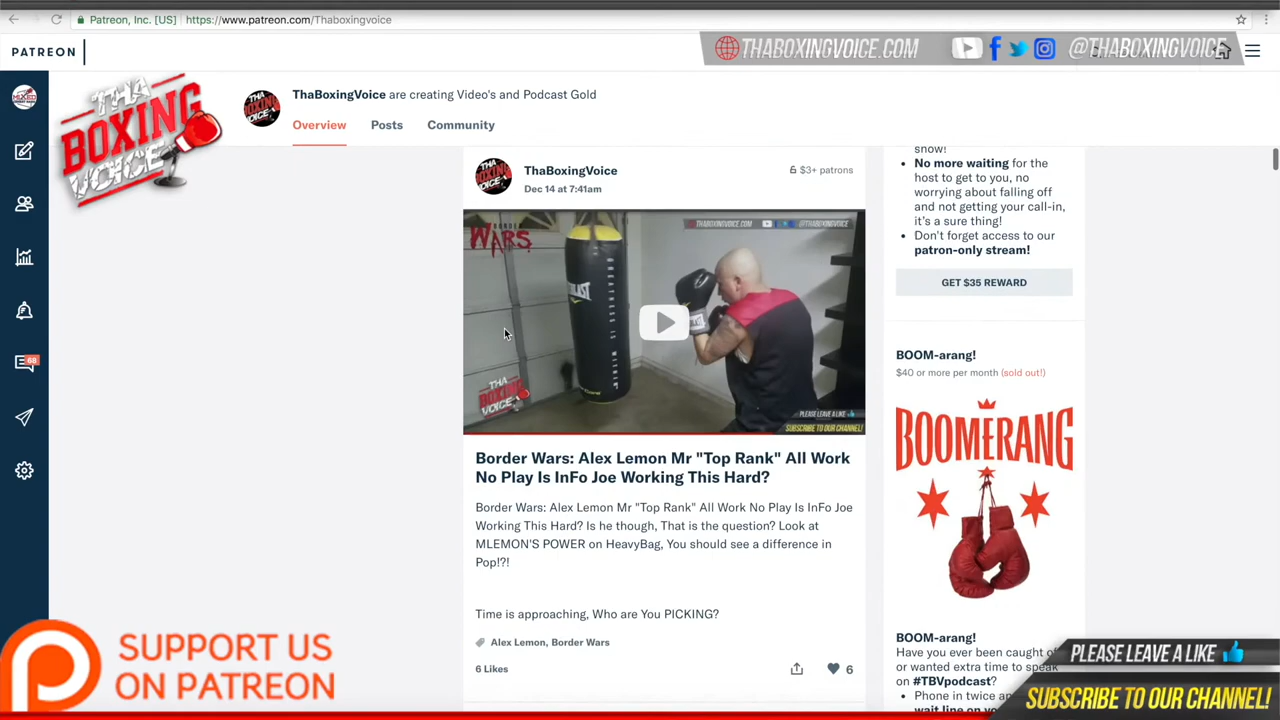 Patreon, Inc. [US]
https://www.patreon.com/Thaboxingvoice
PATREON
THABOXINGVOICE.COM
@THABOXINGVOICE
THA BOXING VOICE
ThaBoxingVoice are creating Video's and Podcast Gold
Overview Posts Community
68
ThaBoxingVoice
Dec 14 at 7:41am
$3+ patrons
BORDER WARS
THABOXINGVOICE.COM
@THABOXINGVOICE
EVERLAST
GREATNESS IS WITHIN
THA BOXING VOICE
PLEASE LEAVE A LIKE
SUBSCRIBE TO OUR CHANNEL!
Border Wars: Alex Lemon Mr "Top Rank" All Work
No Play Is InFo Joe Working This Hard?
Border Wars: Alex Lemon Mr "Top Rank" All Work No Play Is InFo Joe
Working This Hard? Is he though, That is the question? Look at
MLEMON'S POWER on HeavyBag, You should see a difference in
Pop!?!
Time is approaching, Who are You PICKING?
Alex Lemon, Border Wars
6 Likes
6
show!
No more waiting for the
host to get to you, no
worrying about falling off
and not getting your call-in,
it's a sure thing!
Don't forget access to our
patron-only stream!
GET $35 REWARD
BOOM-arang!
$40 or more per month (sold out!)
BOOMERANG
BOOM-arang!
Have you ever been caught
or wanted extra time to speak
on #TBVpodcast?
Phone in twice
SUPPORT US
ON PATREON
PLEASE LEAVE A LIKE
SUBSCRIBE TO OUR CHANNEL!